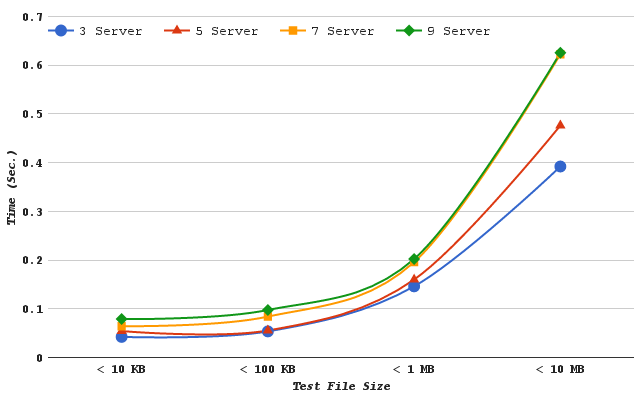 0.7
3 Server 5 Server 7 Server 9 Server
0.6
0.5
0.4
0.3
0.2
0.1
0
Time (Sec.)
< 10 KB < 100 KB < 1 MB < 10 MB
Test File Size